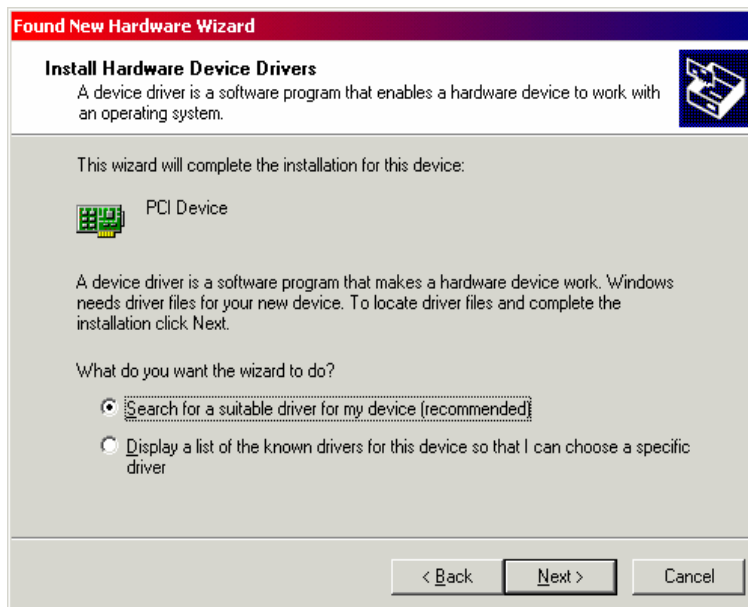 Found New Hardware Wizard
Install Hardware Device Drivers
A device driver is a software program that enables a hardware device to work with
an operating system.
This wizard will complete the installation for this device:
PCI Device
A device driver is a software program that makes a hardware device work. Windows
needs driver files for your new device. To locate driver files and complete the
installation click Next.
What do you want the wizard to do?
Search for a suitable driver for my device (recommended)
Display a list of the known drivers for this device so that I can choose a specific
driver
< Back Next > Cancel